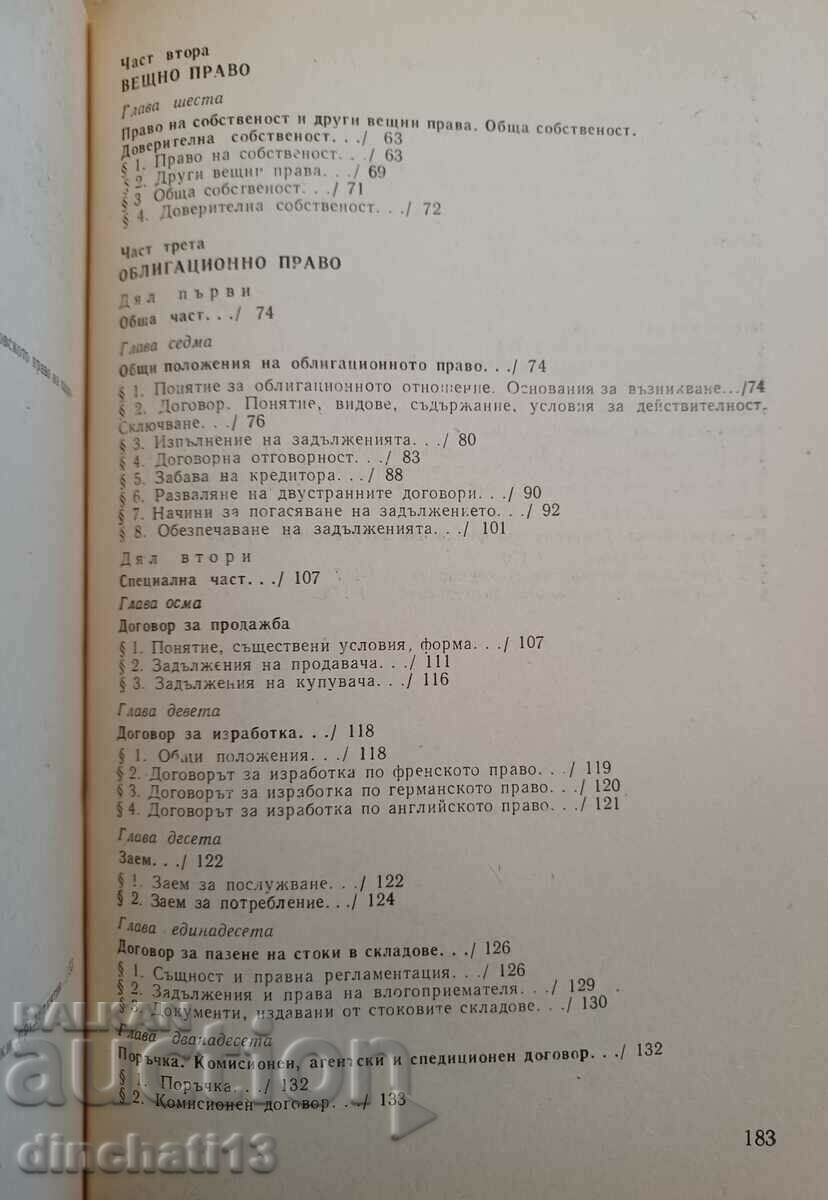 Част втора
ВЕЩНО ПРАВО
Глава шеста
Право на собственост и други вещни права. Обща собственост.
Доверителна собственост. . ./ 63
§ 1. Право на собственост. . ./ 63
§ 2. Други вещни права. . ./ 69
§ 3 Обща собственост. . ./ 71
§ 4. Доверителна собственост. . ./ 72
Част трета
ОБЛИГАЦИОННО ПРАВО
Дял първи
Обща част. . ./ 74
Глава седма
Общи положения на облигационното право. . ./ 74
§ 1. Понятие за облигационното отношение. Основания за възникване. . ./74
§ 2. Договор. Понятие, видове, съдържание, условия за действителност.
Сключване. . ./ 76
§ 3. Изпълнение на задълженията. . ./ 80
§ 4. Договорна отговорност. . ./ 83
§ 5. Забава на кредитора. . ./ 88
§ 6. Разваляне на двустранните договори. . ./ 90
§ 7. Начини за погасяване на задължението. . ./ 92
§ 8. Обезпечаване на задълженията. . ./ 101
Дял втори
Специална част. . ./ 107
Глава осма
Договор за продажба
§ 1. Понятие, съществени условия, форма. . ./ 107
§ 2. Задължения на продавача. . ./ 111
§ 3. Задължения на купувача. . ./ 116
Глава девета
Договор за изработка. . ./ 118
§ 1. Общи положения. . ./ 118
§ 2. Договорът за изработка по френското право. . ./ 119
§ 3. Договорът за изработка по германското право. . ./ 120
§ 4. Договорът за изработка по английското право. . ./ 121
Глава десета
Заем. . ./ 122
§ 1. Заем за послужване. . ./ 122
§ 2. Заем за потребление. . ./ 124
Глава единадесета
Договор за пазене на стоки в складове. . ./ 126
§ 1. Същност и правна регламентация. . ./ 126
§ 2. Задължения и права на влогоприемателя. . ./ 129
§ 3. Документи, издавани от стоковите складове. . ./ 130
Глава дванадесета
Поръчка. Комисионен, агентски и спедиционен договор. . ./ 132
§ 1. Поръчка. . ./ 132
§ 2. Комисионен договор. . ./ 133
183
BALKAN
auction
dinchati13